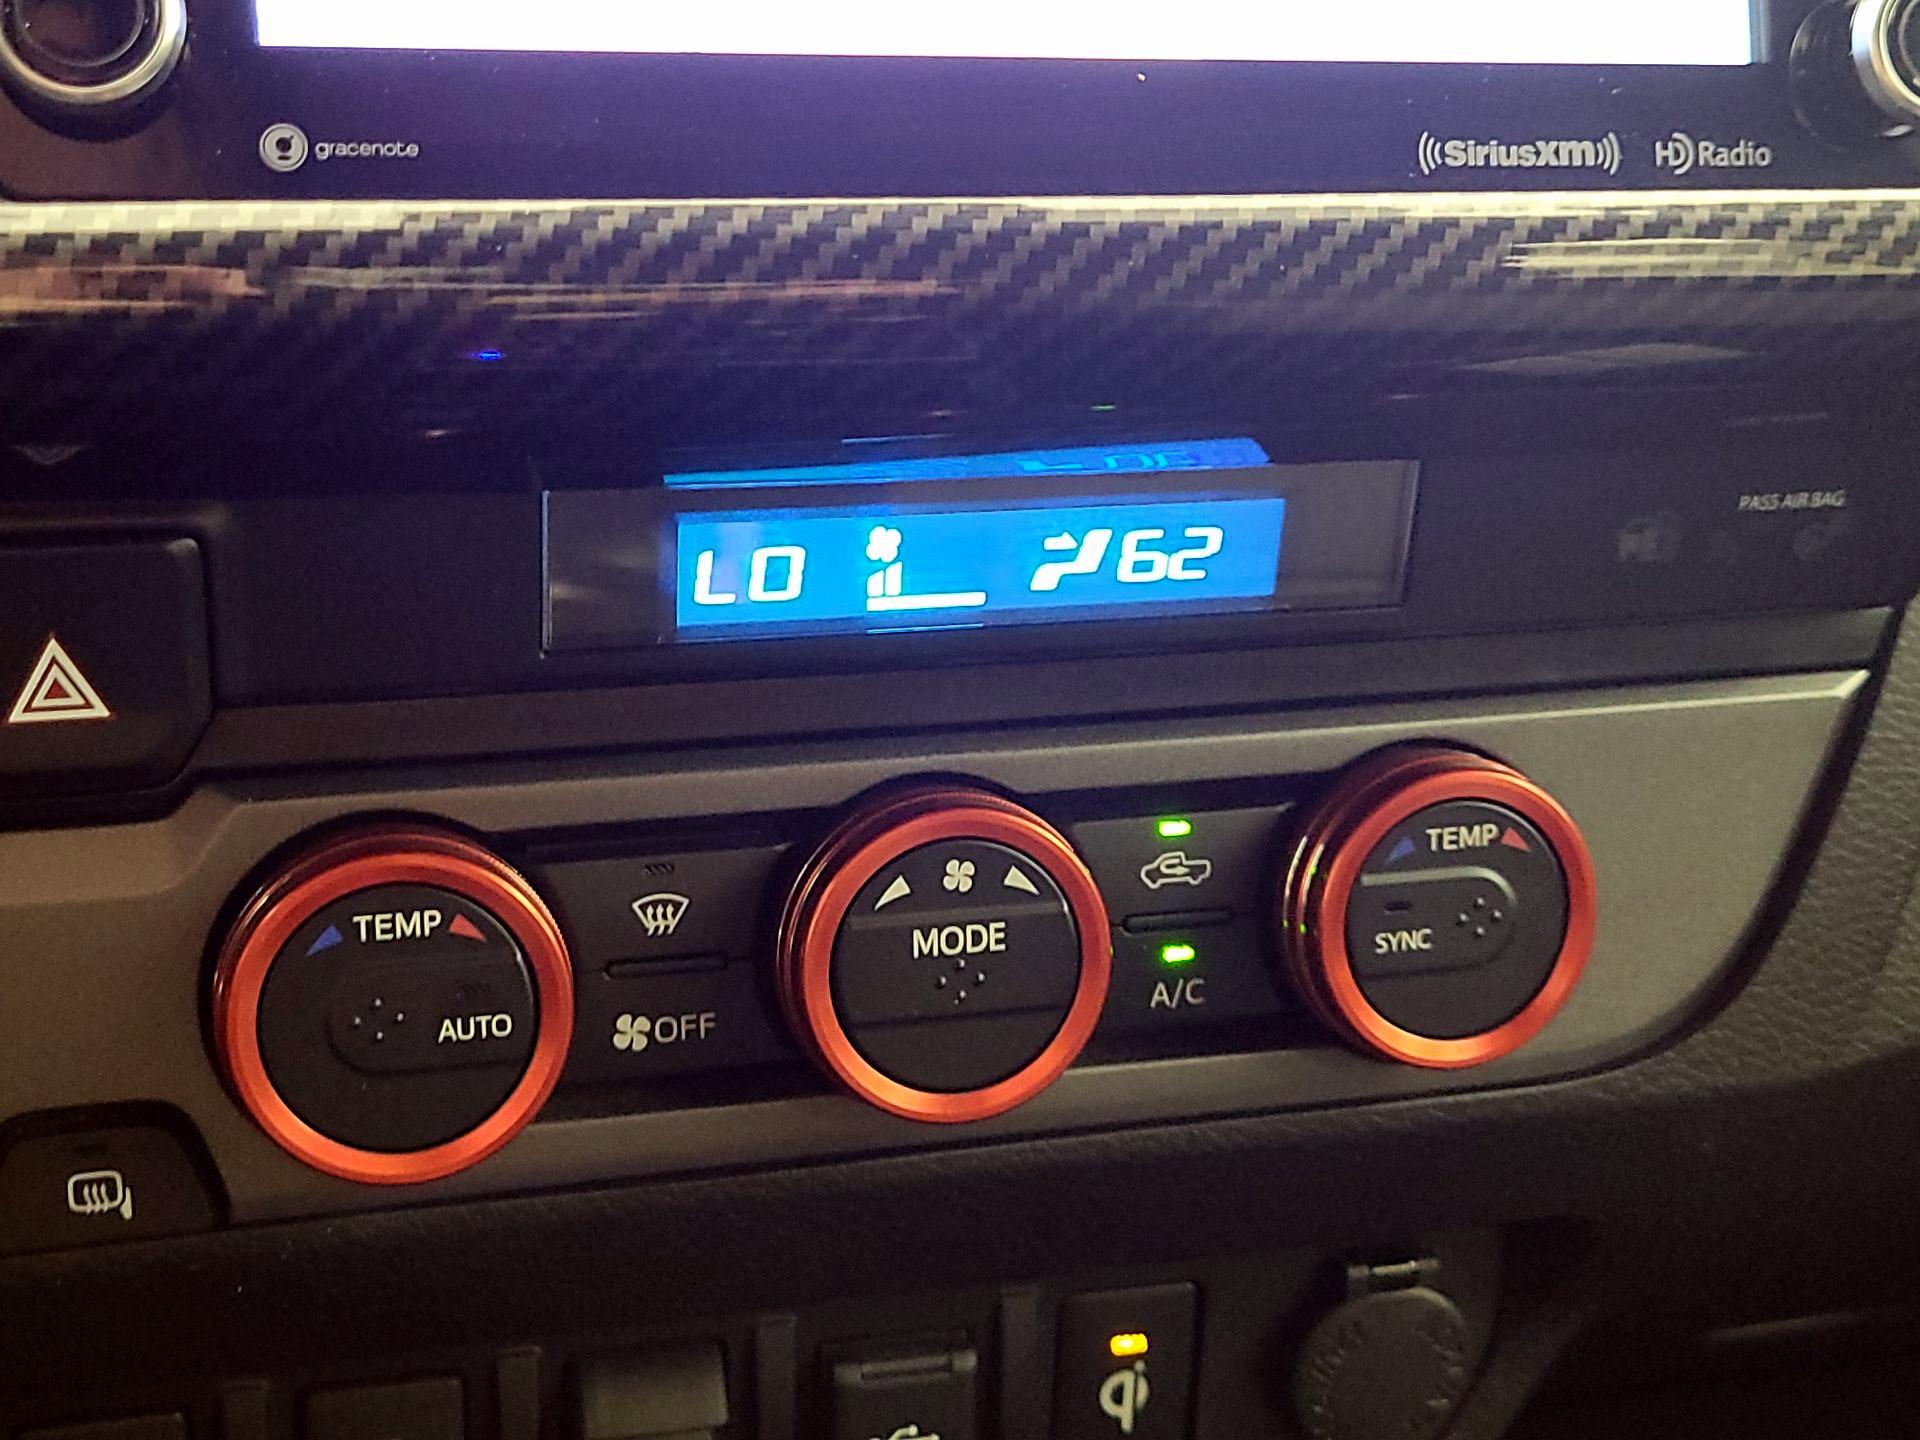 gracenote
((SiriusXM)) HD Radio
PASS AIR BAG
LO 62
TEMP
AUTO
OFF
MODE
A/C
TEMP
SYNC
qi